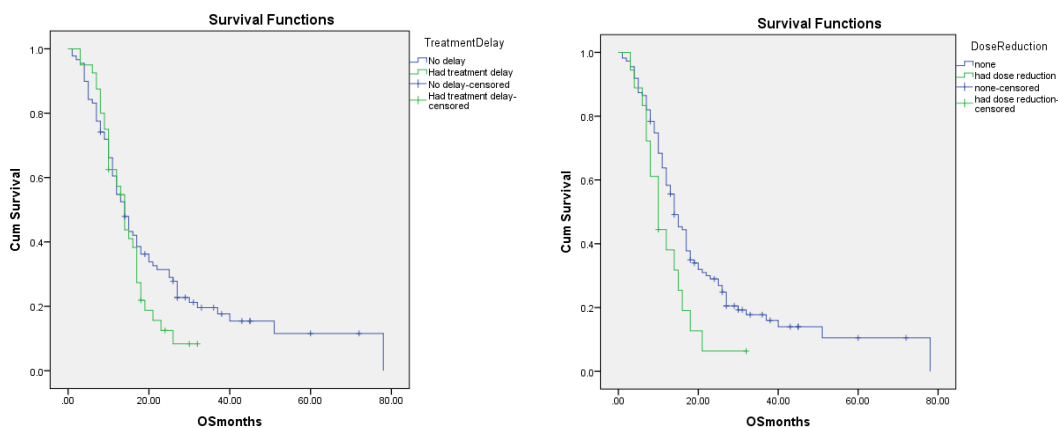 Survival Functions
TreatmentDelay
No delay
Had treatment delay
No delay-censored
Had treatment delay-
censored
Cum Survival
1.0
0.8
0.6
0.4
0.2
0.0
.00
20.00
40.00
60.00
80.00
OSmonths
Survival Functions
DoseReduction
none
had dose reduction
none-censored
had dose reduction-
censored
Cum Survival
1.0
0.8
0.6
0.4
0.2
0.0
.00
20.00
40.00
60.00
80.00
OSmonths